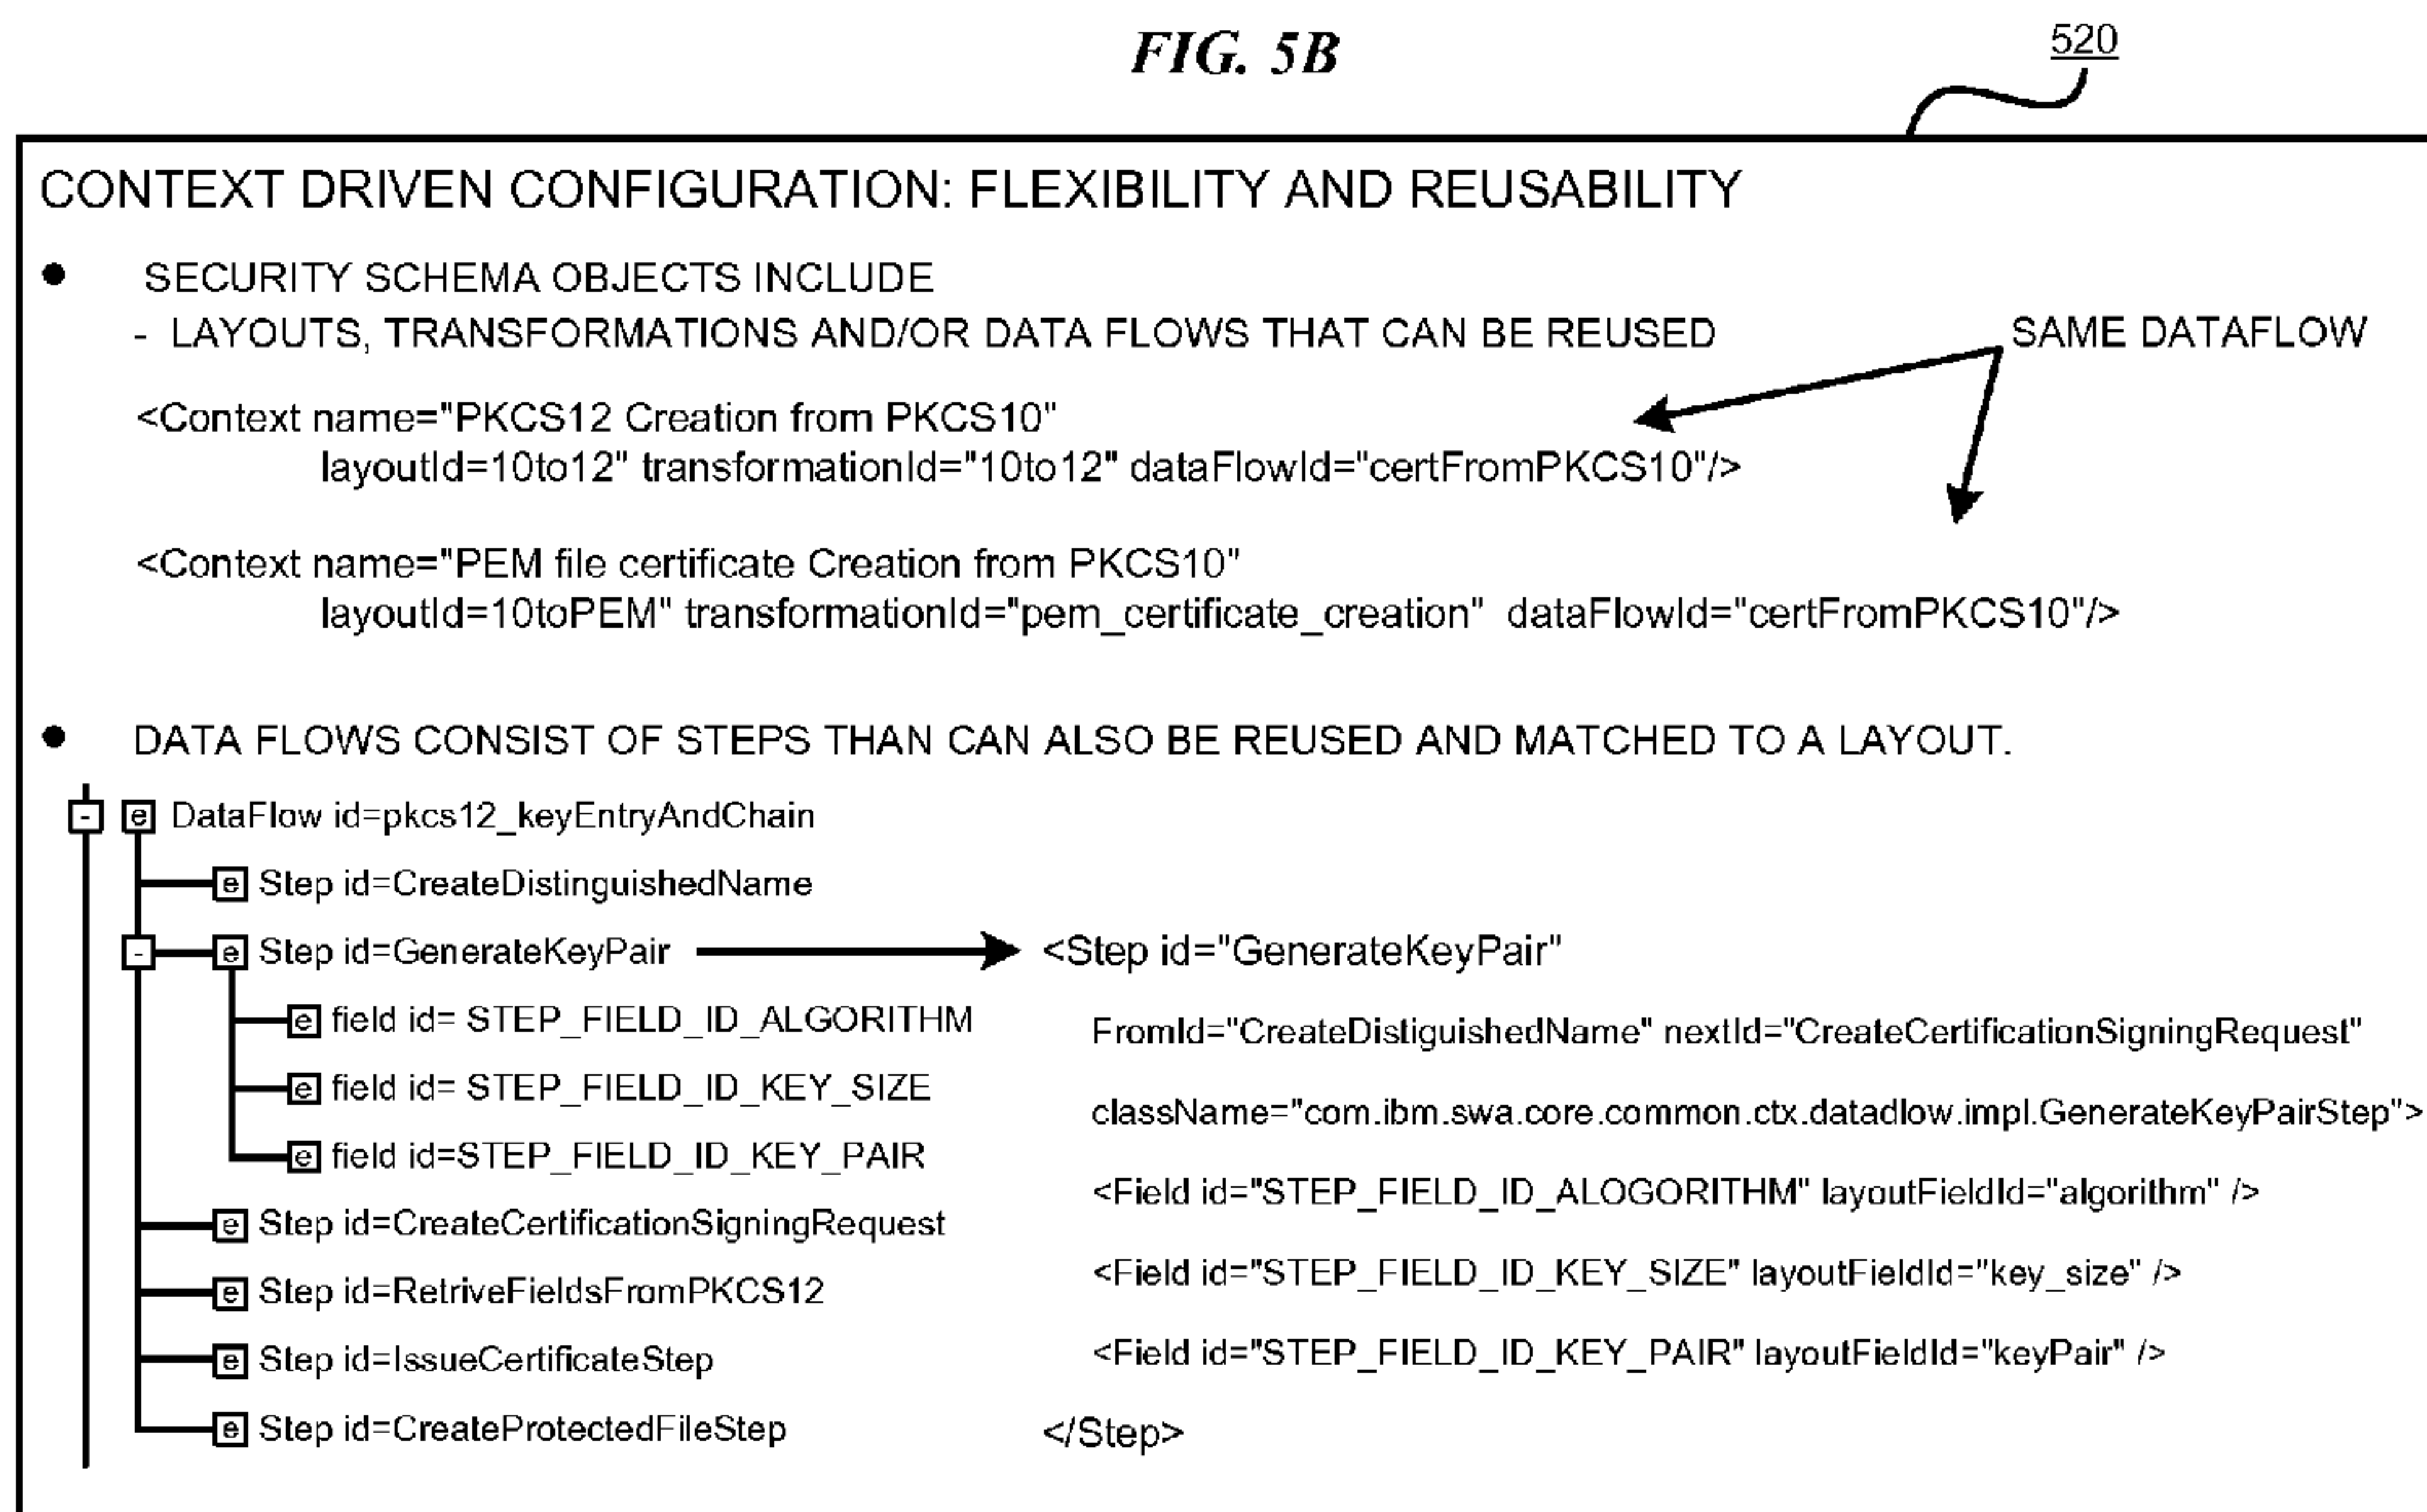 FIG. 5B
520
CONTEXT DRIVEN CONFIGURATION: FLEXIBILITY AND REUSABILITY
● SECURITY SCHEMA OBJECTS INCLUDE
- LAYOUTS, TRANSFORMATIONS AND/OR DATA FLOWS THAT CAN BE REUSED
SAME DATAFLOW
<Context name="PKCS12 Creation from PKCS10"
layoutId=10to12" transformationId="10to12" dataFlowId="certFromPKCS10"/>
<Context name="PEM file certificate Creation from PKCS10"
layoutId=10toPEM" transformationId="pem_certificate_creation" dataFlowId="certFromPKCS10"/>
● DATA FLOWS CONSIST OF STEPS THAN CAN ALSO BE REUSED AND MATCHED TO A LAYOUT.
- e DataFlow id=pkcs12_keyEntryAndChain
e Step id=CreateDistinguishedName
- e Step id=GenerateKeyPair
e field id= STEP_FIELD_ID_ALGORITHM
e field id= STEP_FIELD_ID_KEY_SIZE
e field id=STEP_FIELD_ID_KEY_PAIR
e Step id=CreateCertificationSigningRequest
e Step id=RetriveFieldsFromPKCS12
e Step id=IssueCertificateStep
e Step id=CreateProtectedFileStep
<Step id="GenerateKeyPair"
FromId="CreateDistiguishedName" nextId="CreateCertificationSigningRequest"
className="com.ibm.swa.core.common.ctx.datadlow.impl.GenerateKeyPairStep">
<Field id="STEP_FIELD_ID_ALOGORITHM" layoutFieldId="algorithm" />
<Field id="STEP_FIELD_ID_KEY_SIZE" layoutFieldId="key_size" />
<Field id="STEP_FIELD_ID_KEY_PAIR" layoutFieldId="keyPair" />
</Step>